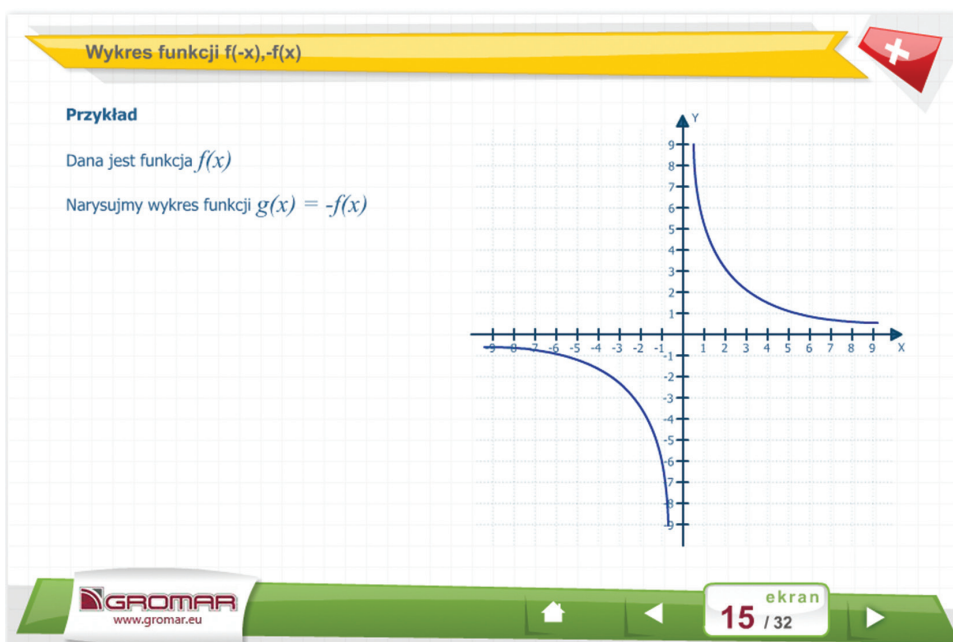 Wykres funkcji f(-x),-f(x)
Przykład
Dana jest funkcja f(x)
Narysujmy wykres funkcji g(x) = -f(x)
Y
9
8
7
6
5
4
3
2
1
-9 -8 -7 -6 -5 -4 -3 -2 -1 1 2 3 4 5 6 7 8 9 X
-1
-2
-3
-4
-5
-6
-7
-8
-9
GROMAR
www.gromar.eu
ekran
15 / 32